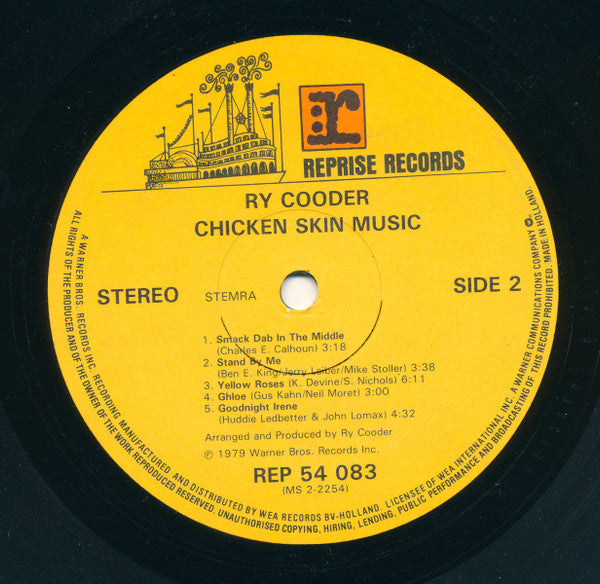 r
REPRISE RECORDS
RY COODER
CHICKEN SKIN MUSIC
STEREO
STEMRA
SIDE 2
1. Smack Dab In The Middle
(Charles E. Calhoun) 3:18
2. Stand By Me
(Ben E. King/Jerry Leiber/Mike Stoller) 3:38
3. Yellow Roses (K. Devine/S. Nichols) 6:11
4. Ghloe (Gus Kahn/Neil Moret) 3:00
5. Goodnight Irene
(Huddie Ledbetter & John Lomax) 4:32
Arranged and Produced by Ry Cooder
℗ 1979 Warner Bros. Records Inc.
REP 54 083
(MS 2-2254)
A WARNER BROS. RECORDS INC. RECORDING MANUFACTURED AND DISTRIBUTED BY WEA RECORDS BV-HOLLAND. LICENSEE OF WEA INTERNATIONAL INC. A WARNER COMMUNICATIONS COMPANY
ALL RIGHTS OF THE PRODUCER AND OF THE OWNER OF THE WORK REPRODUCED RESERVED. UNAUTHORISED COPYING, HIRING, LENDING, PUBLIC PERFORMANCE AND BROADCASTING OF THIS RECORD PROHIBITED. MADE IN HOLLAND.